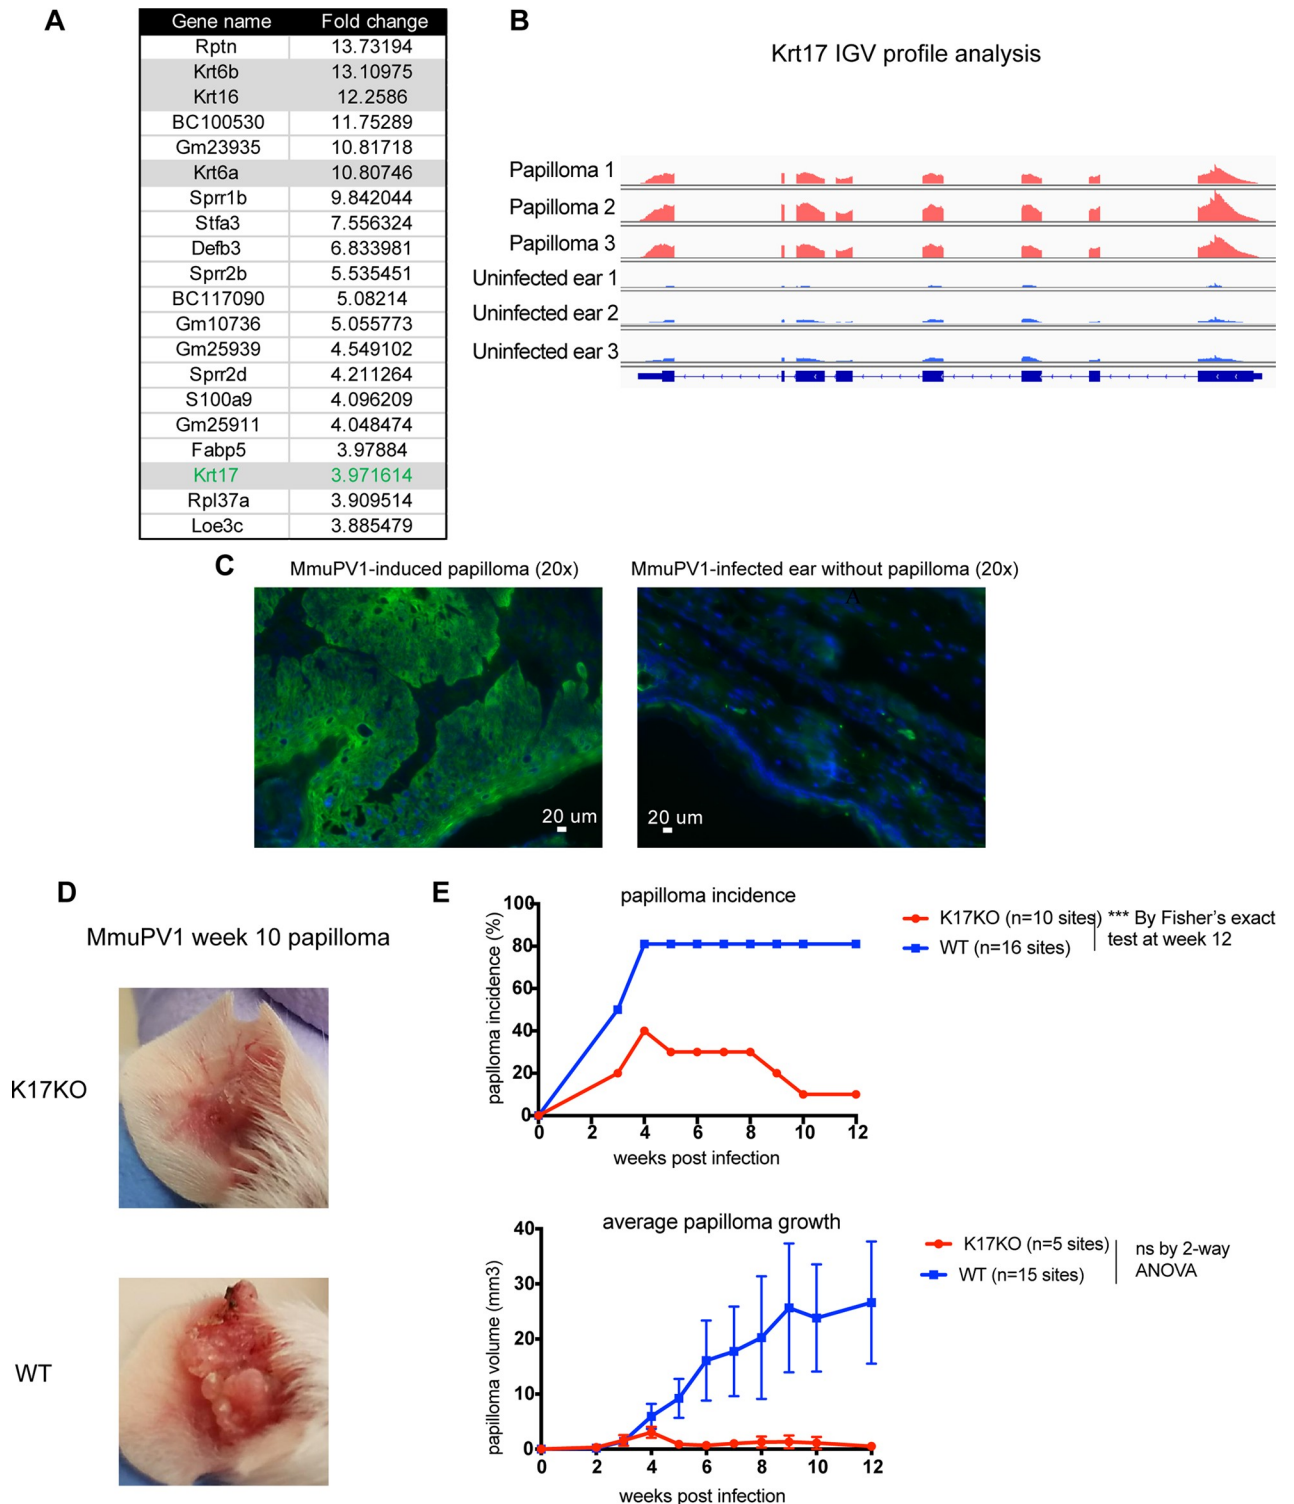 A
Gene name Fold change
Rptn 13.73194
Krt6b 13.10975
Krt16 12.2586
BC100530 11.75289
Gm23935 10.81718
Krt6a 10.80746
Sprr1b 9.842044
Stfa3 7.556324
Defb3 6.833981
Sprr2b 5.535451
BC117090 5.08214
Gm10736 5.055773
Gm25939 4.549102
Sprr2d 4.211264
S100a9 4.096209
Gm25911 4.048474
Fabp5 3.97884
Krt17 3.971614
Rpl37a 3.909514
Loe3c 3.885479
B
Krt17 IGV profile analysis
Papilloma 1
Papilloma 2
Papilloma 3
Uninfected ear 1
Uninfected ear 2
Uninfected ear 3
C
MmuPV1-induced papilloma (20x)
MmuPV1-infected ear without papilloma (20x)
A
20 um
20 um
D
MmuPV1 week 10 papilloma
K17KO
WT
E
papilloma incidence
papilloma incidence (%)
100
80
60
40
20
0
0 2 4 6 8 10 12
weeks post infection
K17KO (n=10 sites)
WT (n=16 sites)
*** By Fisher's exact
test at week 12
average papilloma growth
papilloma volume (mm3)
40
30
20
10
0
0 2 4 6 8 10 12
weeks post infection
K17KO (n=5 sites)
WT (n=15 sites)
ns by 2-way
ANOVA